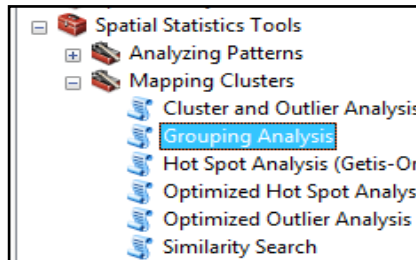 Spatial Statistics Tools
Analyzing Patterns
Mapping Clusters
Cluster and Outlier Analysis
Grouping Analysis
Hot Spot Analysis (Getis-Or
Optimized Hot Spot Analys
Optimized Outlier Analysis
Similarity Search